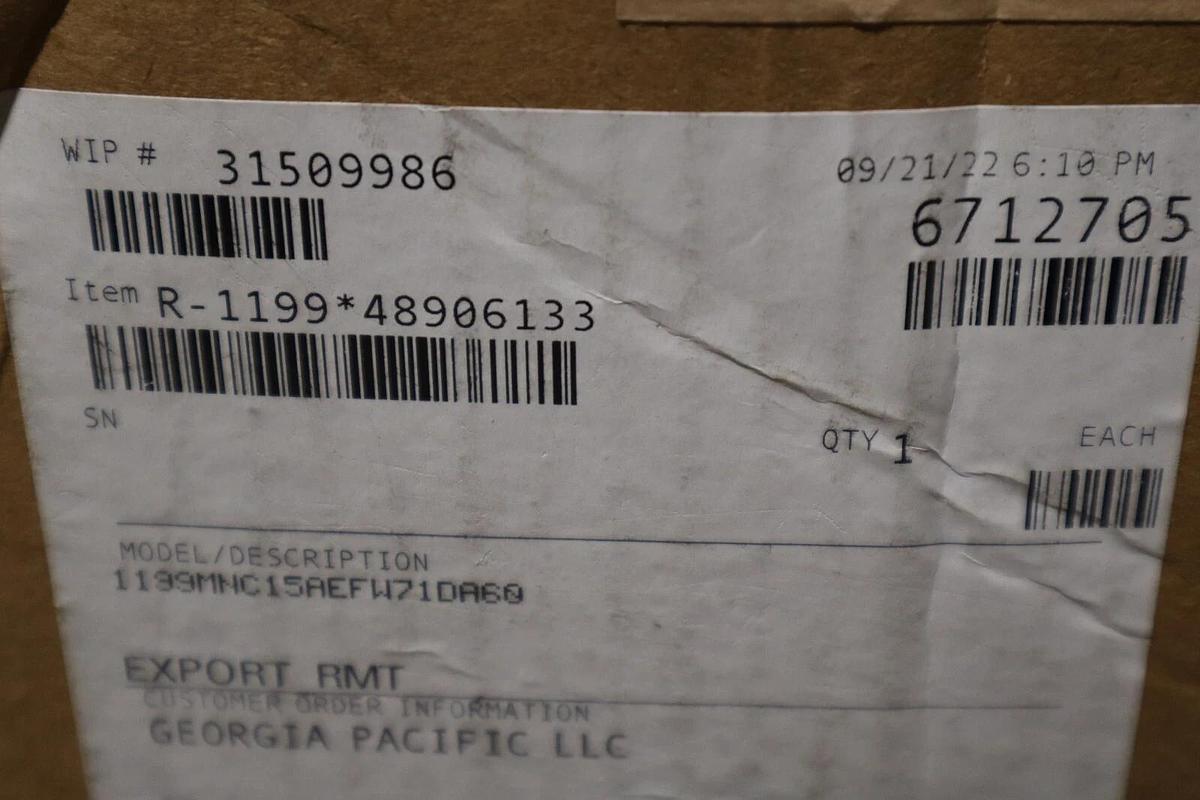 WIP # 31509986
09/21/22 6:10 PM
6712705
Item R-1199*48906133
SN
QTY 1 EACH
MODEL/DESCRIPTION
1199MNC15AEFW71DA60
EXPORT RMT
CUSTOMER ORDER INFORMATION
GEORGIA PACIFIC LLC